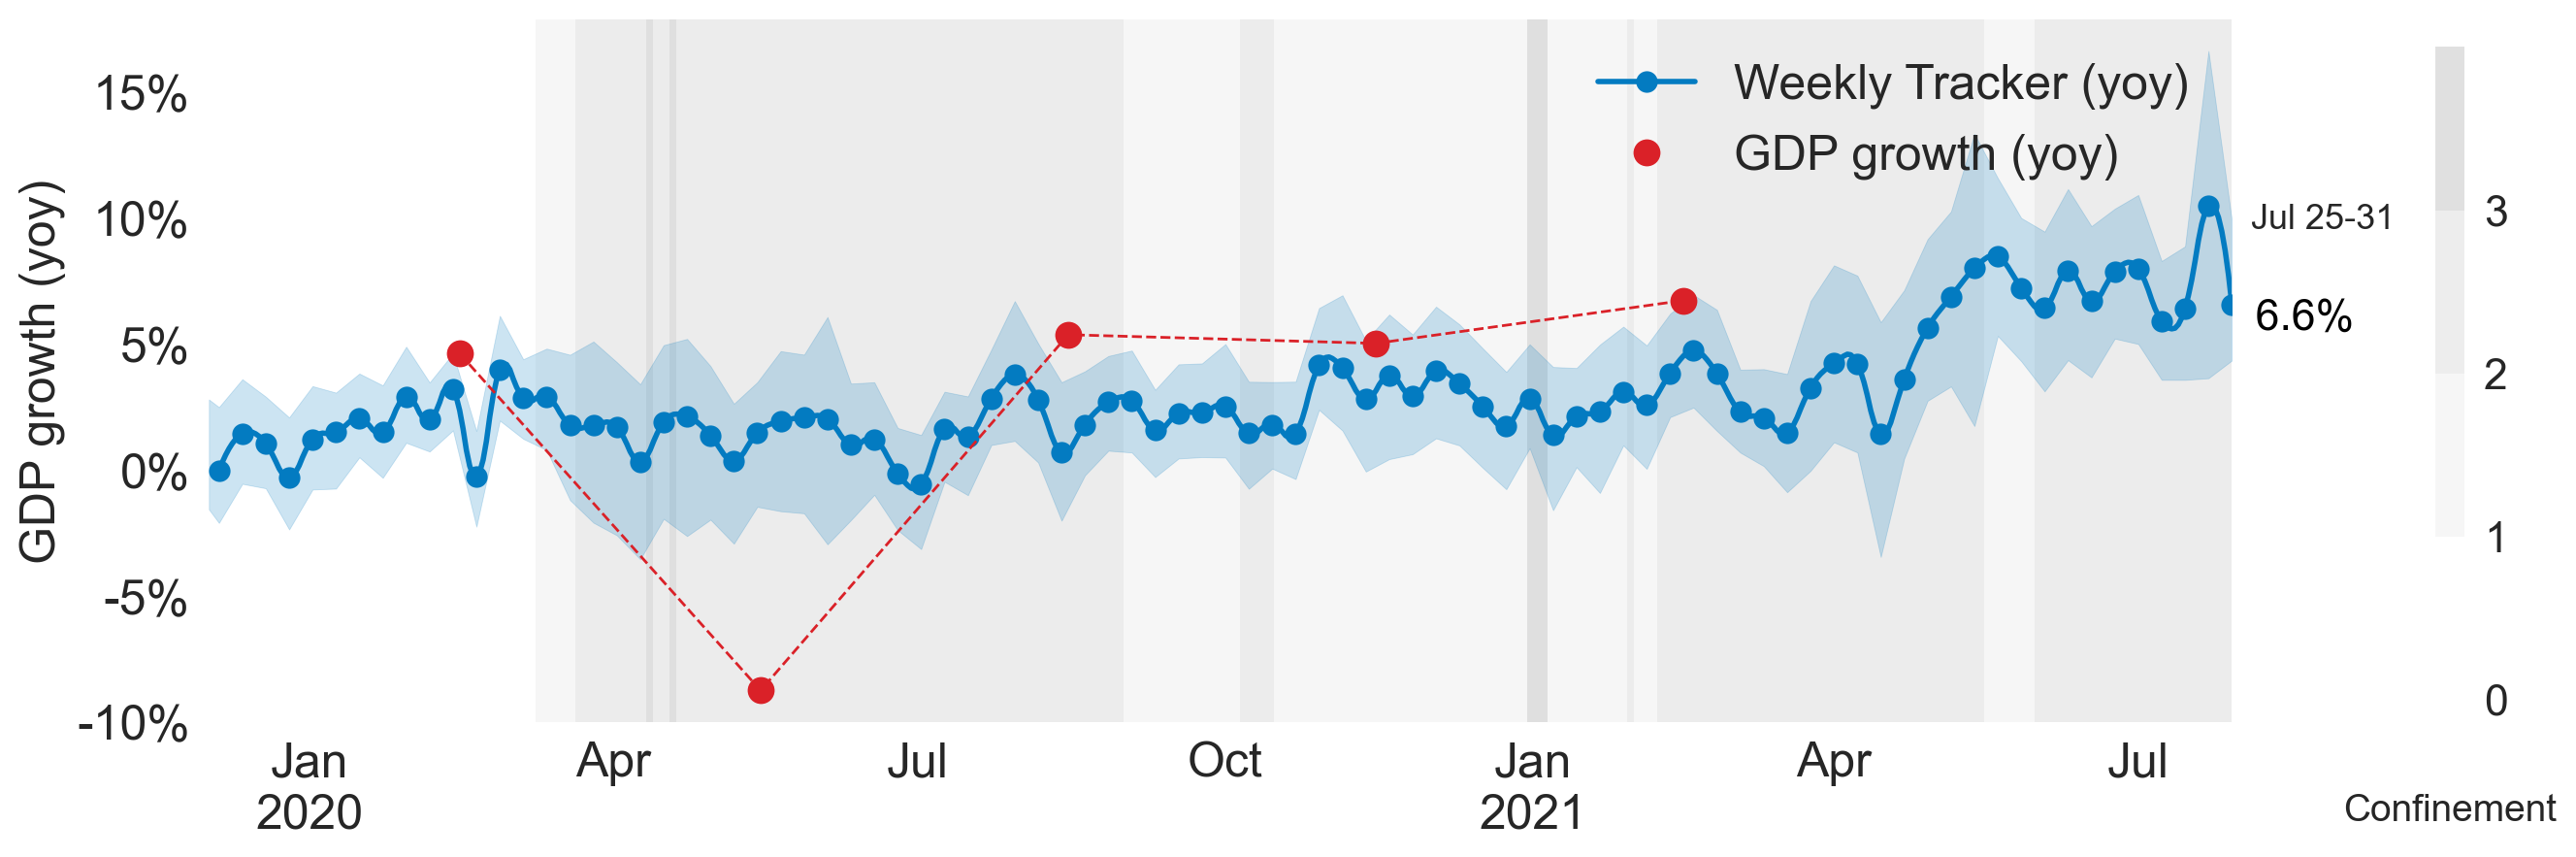 GDP growth (yoy)
15%
10%
5%
0%
-5%
-10%
Weekly Tracker (yoy)
GDP growth (yoy)
Jul 25-31
6.6%
3
2
1
0
Confinement
Jan
2020
Apr
Jul
Oct
Jan
2021
Apr
Jul